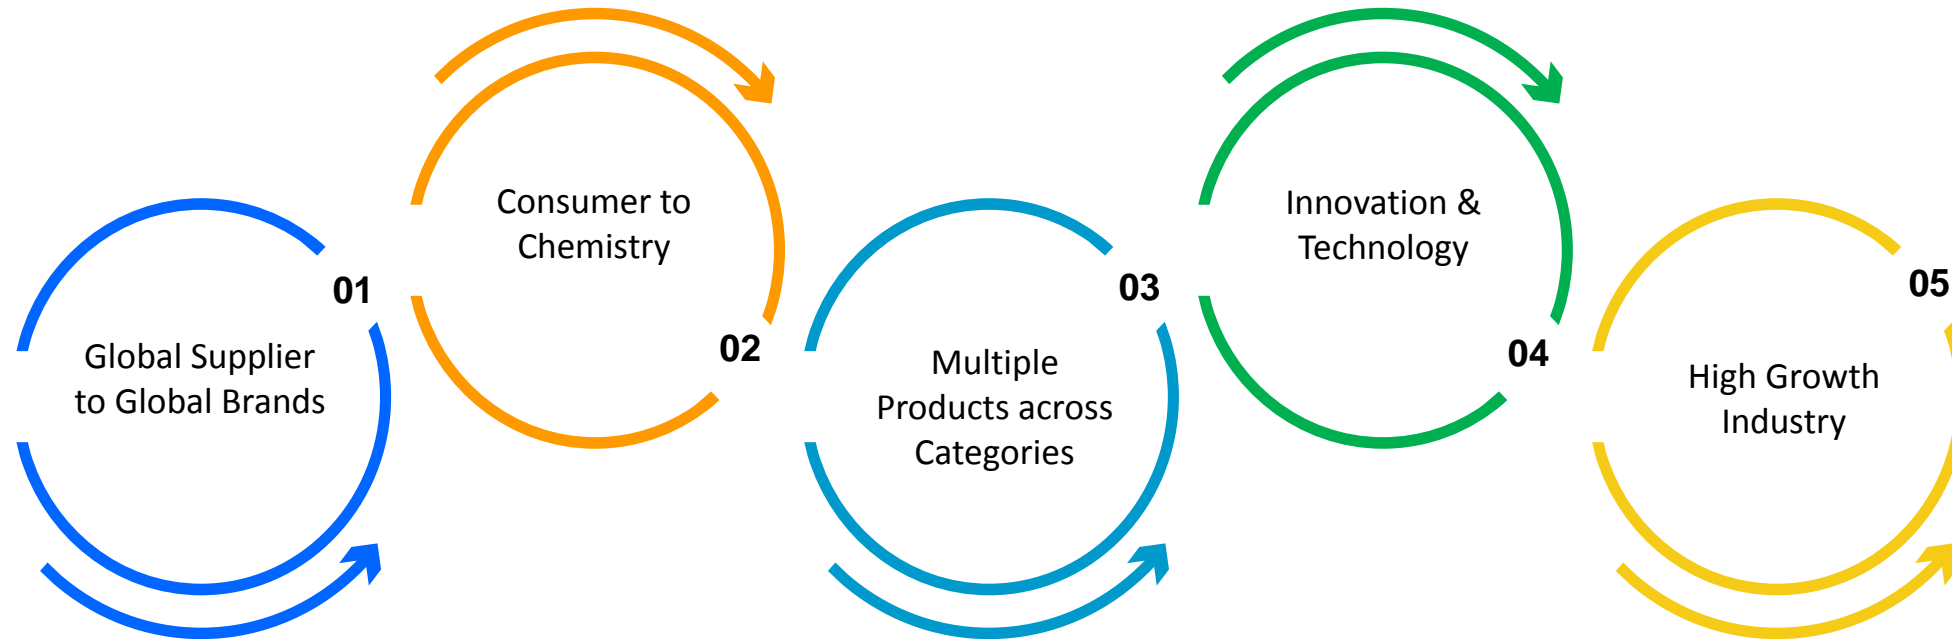 01
Global Supplier
to Global Brands
Consumer to
Chemistry
02
03
Multiple
Products across
Categories
Innovation &
Technology
04
05
High Growth
Industry